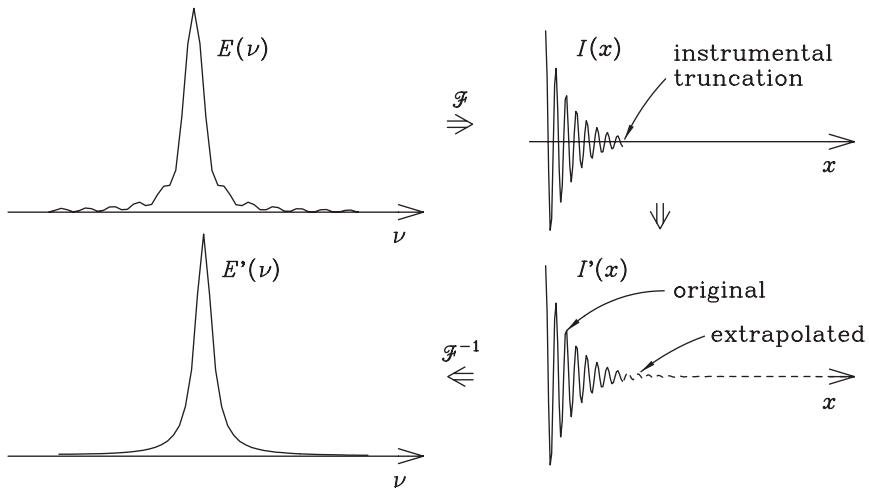 E(ν)
ℱ
I(x)
instrumental
truncation
x
ν
⇒
E'(ν)
ℱ⁻¹
I'(x)
original
extrapolated
x
ν